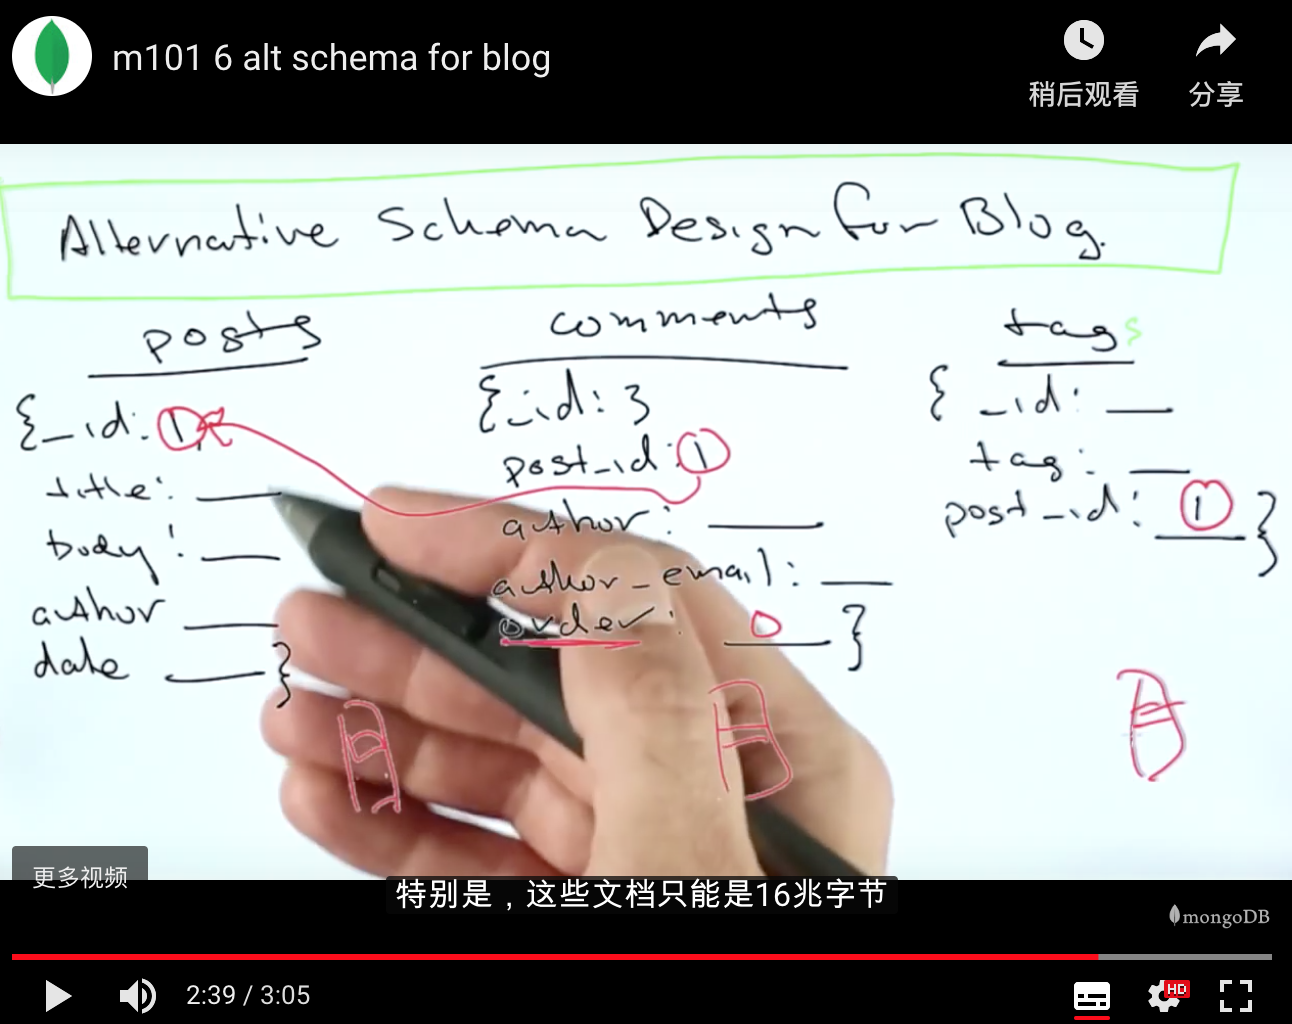 m101 6 alt schema for blog
稍后观看
分享
Alternative Schema Design for Blog.
posts
comments
tags
{_id: 1,
title: ___
body: ___
author ___
date ___ }
{_id: 3
post_id: 1
author: ___
author_email: ___
order: 0 }
{ _id: ___
tag: ___
post_id: 1 }
更多视频
特别是，这些文档只能是16兆字节
mongoDB
2:39 / 3:05
HD